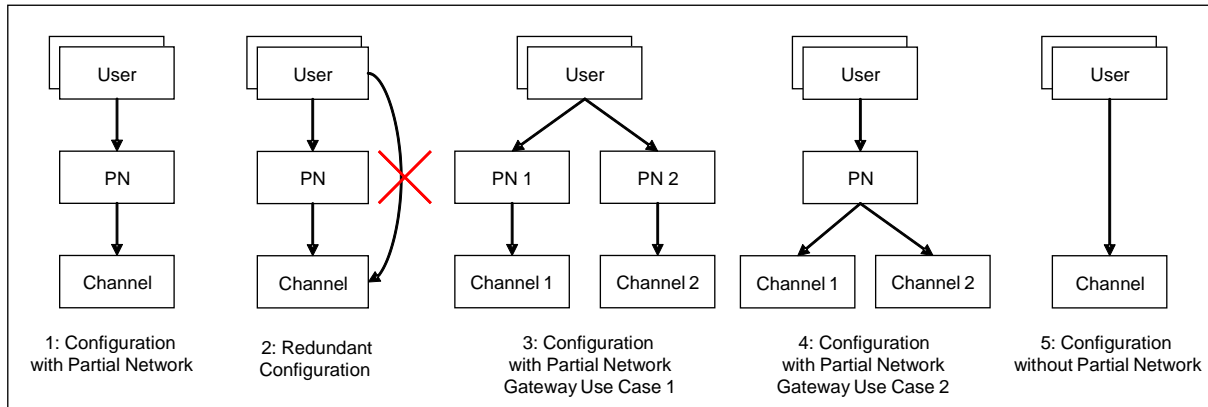 User
PN
Channel
1: Configuration
with Partial Network
User
PN
Channel
2: Redundant
Configuration
User
PN 1
PN 2
Channel 1
Channel 2
3: Configuration
with Partial Network
Gateway Use Case 1
User
PN
Channel 1
Channel 2
4: Configuration
with Partial Network
Gateway Use Case 2
User
Channel
5: Configuration
without Partial Network